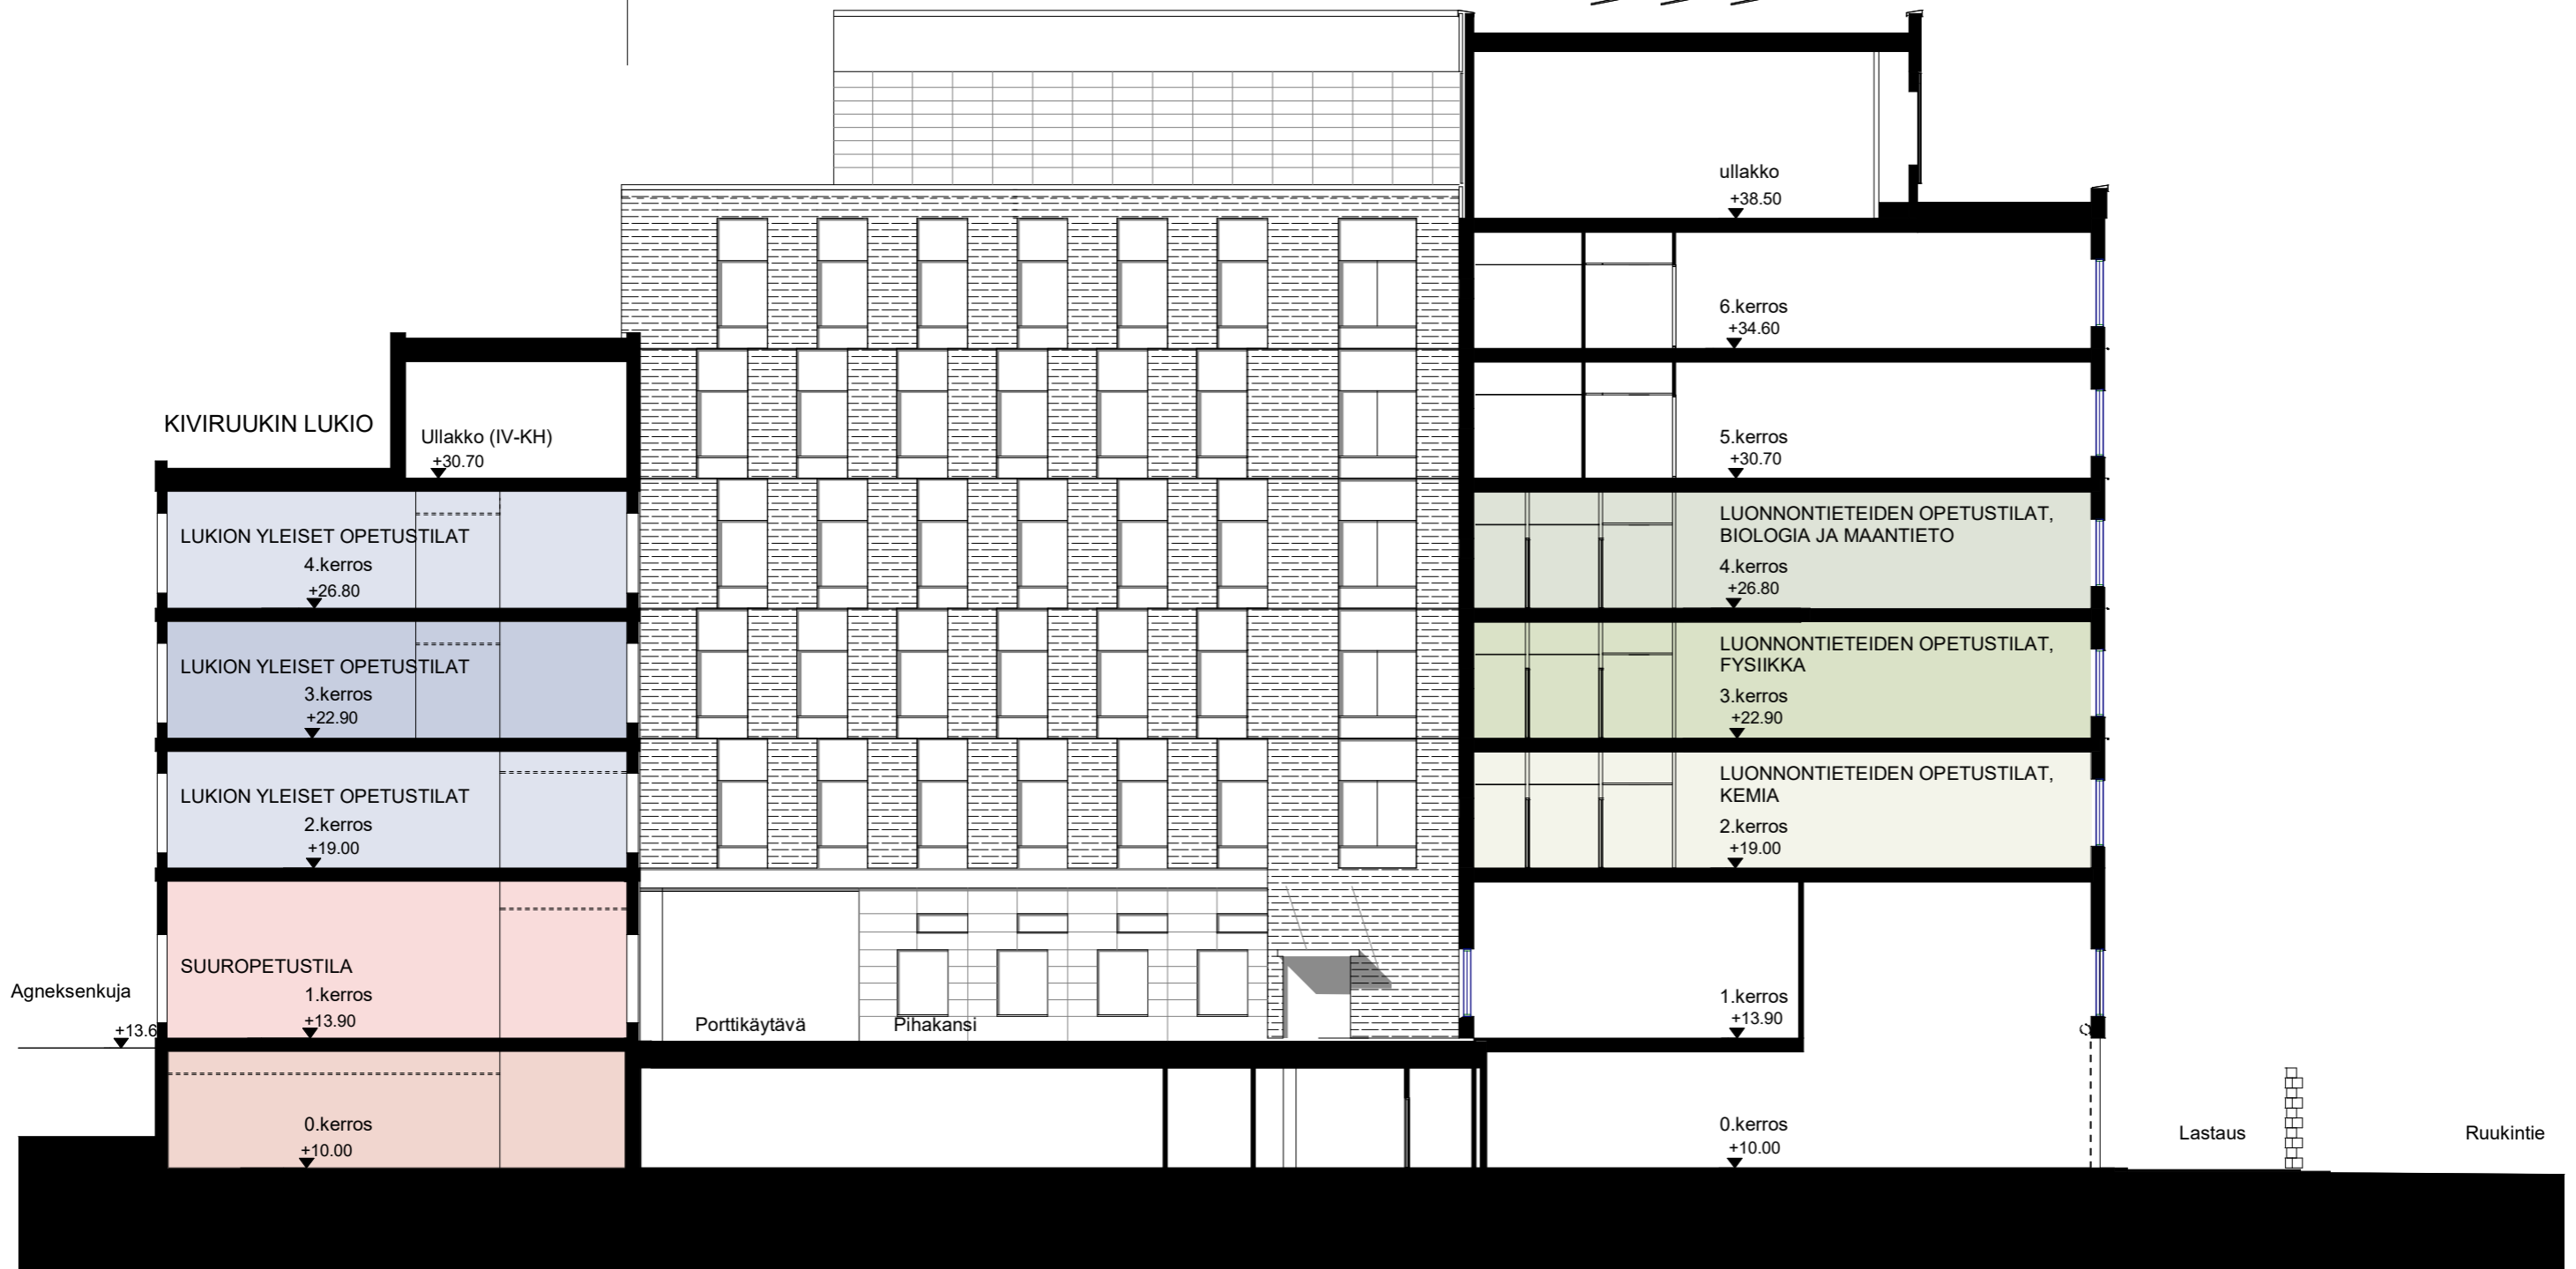 ullakko
+38.50
6.kerros
+34.60
KIVIRUUKIN LUKIO
Ullakko (IV-KH)
+30.70
5.kerros
+30.70
LUKION YLEISET OPETUSTILAT
4.kerros
+26.80
LUONNONTIETEIDEN OPETUSTILAT,
BIOLOGIA JA MAANTIETO
4.kerros
+26.80
LUKION YLEISET OPETUSTILAT
3.kerros
+22.90
LUONNONTIETEIDEN OPETUSTILAT,
FYSIIKKA
3.kerros
+22.90
LUKION YLEISET OPETUSTILAT
2.kerros
+19.00
LUONNONTIETEIDEN OPETUSTILAT,
KEMIA
2.kerros
+19.00
SUUROPETUSTILA
1.kerros
+13.90
Agneksenkuja
+13.6
Porttikäytävä
Pihakansi
1.kerros
+13.90
0.kerros
+10.00
0.kerros
+10.00
Lastaus
Ruukintie